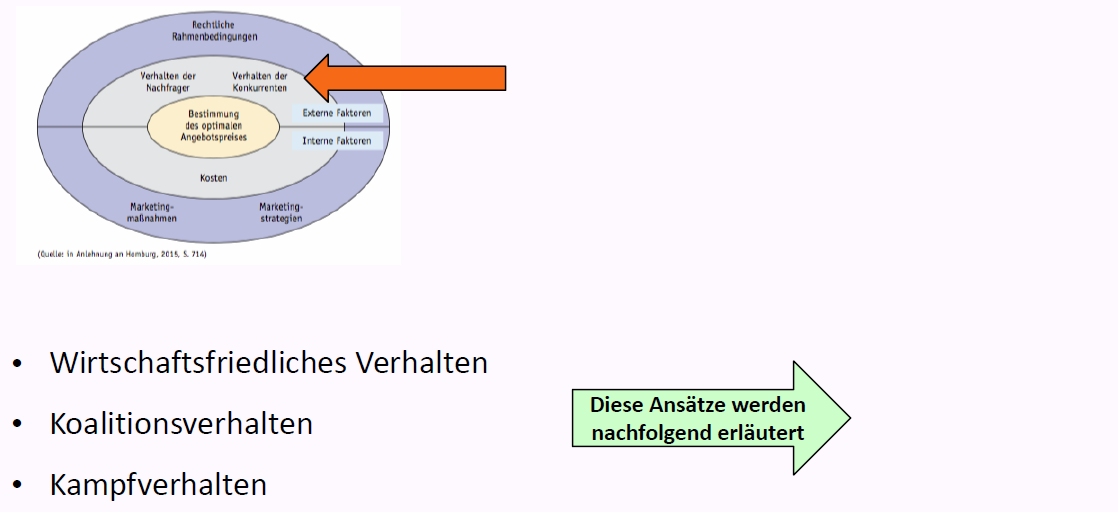 Rechtliche
Rahmenbedingungen
Verhalten der
Nachfrager
Verhalten der
Konkurrenten
Bestimmung
des optimalen
Angebotspreises
Externe Faktoren
Interne Faktoren
Kosten
Marketing-
maßnahmen
Marketing-
strategien
(Quelle: in Anlehnung an Homburg, 2015, S. 714)
• Wirtschaftsfriedliches Verhalten
• Koalitionsverhalten
• Kampfverhalten
Diese Ansätze werden
nachfolgend erläutert